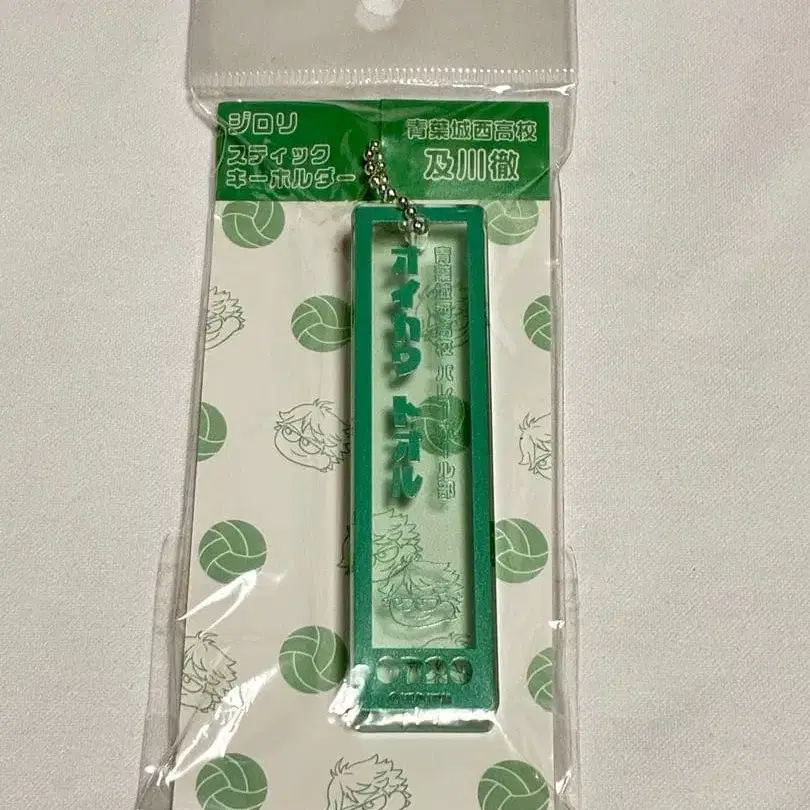 ジロリ
スティック
キーホルダー
青葉城西高校
及川徹
青葉城西高校 バレーボール部
オイカワ トオル